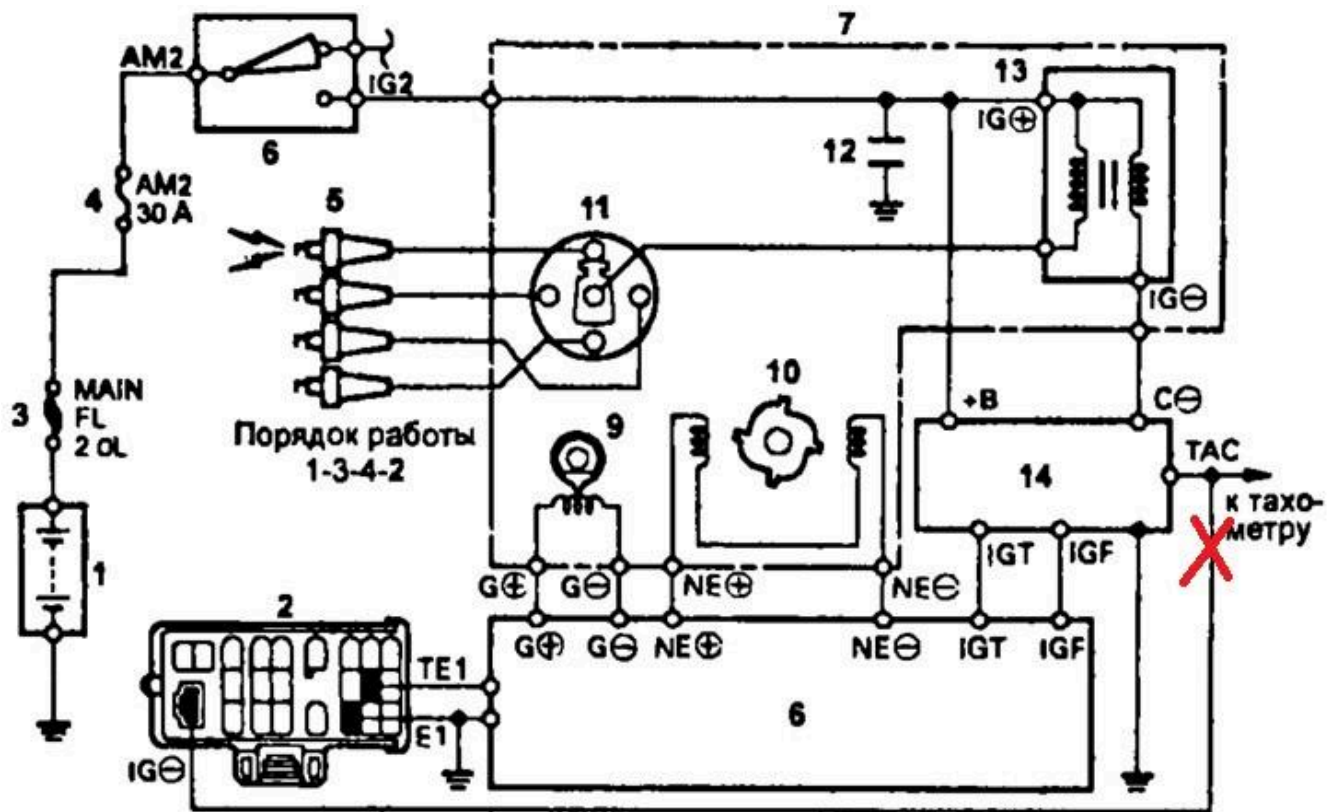 7
AM2
IG2
13
IG⊕
6
12
4
AM2
30 A
5
11
IG⊖
3
MAIN
FL
2 0L
10
+B
C⊖
Порядок работы
1-3-4-2
9
14
TAC
к тахо-
метру
1
IGT
IGF
G⊕
G⊖
NE⊕
NE⊖
2
G⊕
G⊖
NE⊕
NE⊖
IGT
IGF
TE1
6
E1
IG⊖